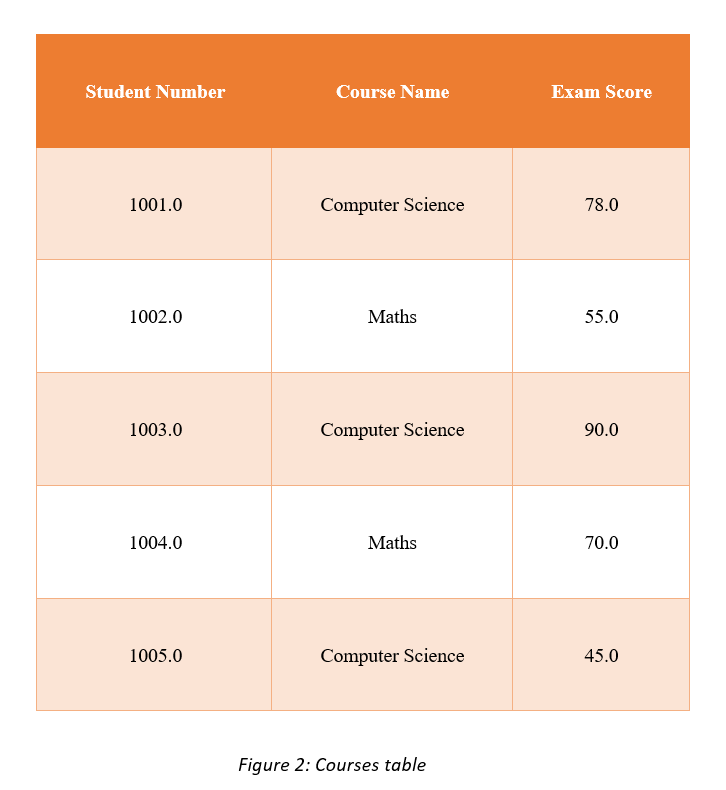 Student Number Course Name Exam Score
1001.0 Computer Science 78.0
1002.0 Maths 55.0
1003.0 Computer Science 90.0
1004.0 Maths 70.0
1005.0 Computer Science 45.0
Figure 2: Courses table